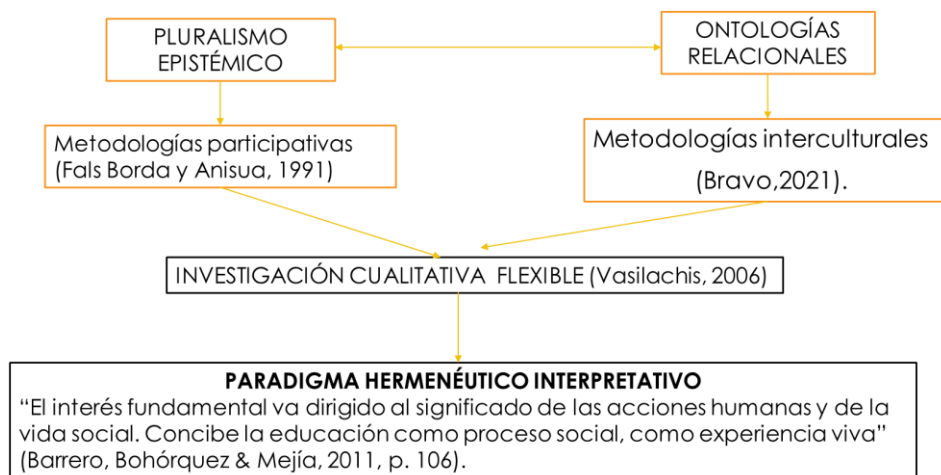 PLURALISMO
EPISTÉMICO
ONTOLOGÍAS
RELACIONALES
Metodologías participativas
(Fals Borda y Anisua, 1991)
Metodologías interculturales
(Bravo,2021).
INVESTIGACIÓN CUALITATIVA  FLEXIBLE (Vasilachis, 2006)
PARADIGMA HERMENÉUTICO INTERPRETATIVO
“El interés fundamental va dirigido al significado de las acciones humanas y de la
vida social. Concibe la educación como proceso social, como experiencia viva”
(Barrero, Bohórquez & Mejía, 2011, p. 106).